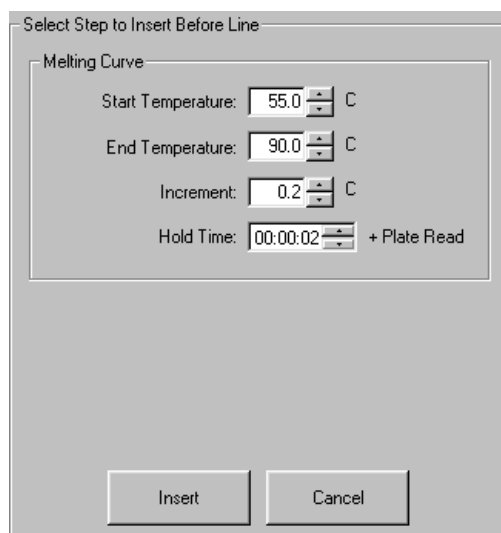 Select Step to Insert Before Line
Melting Curve
Start Temperature: 55.0 C
End Temperature: 90.0 C
Increment: 0.2 C
Hold Time: 00:00:02 + Plate Read
Insert Cancel